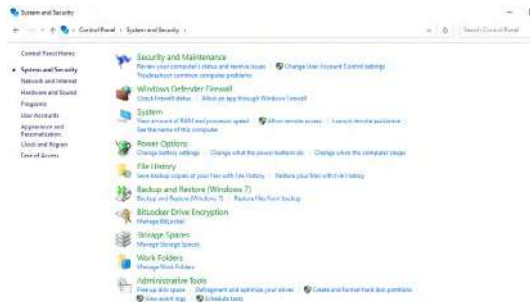 System and Security
Control Panel > System and Security >
Search Control Panel
Control Panel Home
System and Security
Network and Internet
Hardware and Sound
Programs
User Accounts
Appearance and
Personalization
Clock and Region
Ease of Access
Security and Maintenance
Review your computer's status and resolve issues | Change User Account Control settings
Troubleshoot common computer problems
Windows Defender Firewall
Check firewall status | Allow an app through Windows Firewall
System
View amount of RAM and processor speed | Allow remote access | Launch remote assistance
See the name of this computer
Power Options
Change battery settings | Change what the power buttons do | Change when the computer sleeps
File History
Save backup copies of your files with File History | Restore your files with File History
Backup and Restore (Windows 7)
Backup and Restore (Windows 7) | Restore files from backup
BitLocker Drive Encryption
Manage BitLocker
Storage Spaces
Manage Storage Spaces
Work Folders
Manage Work Folders
Administrative Tools
Free up disk space | Defragment and optimize your drives | Create and format hard disk partitions
View event logs | Schedule tasks